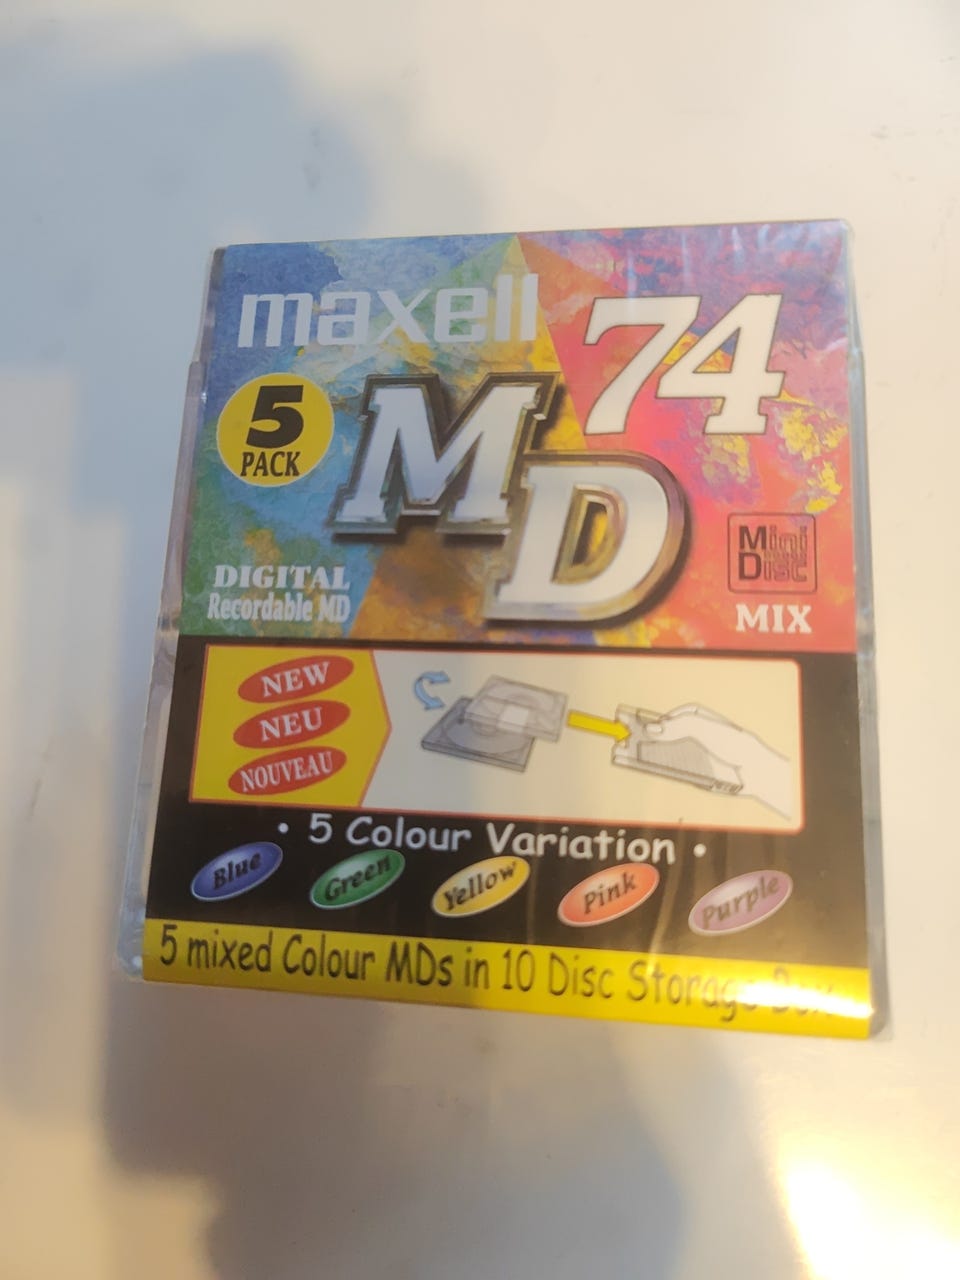 maxell
74
5
PACK
MD
DIGITAL
Recordable MD
Mini
Disc
MIX
NEW
NEU
NOUVEAU
• 5 Colour Variation •
Blue
Green
Yellow
Pink
Purple
5 mixed Colour MDs in 10 Disc Storage Box